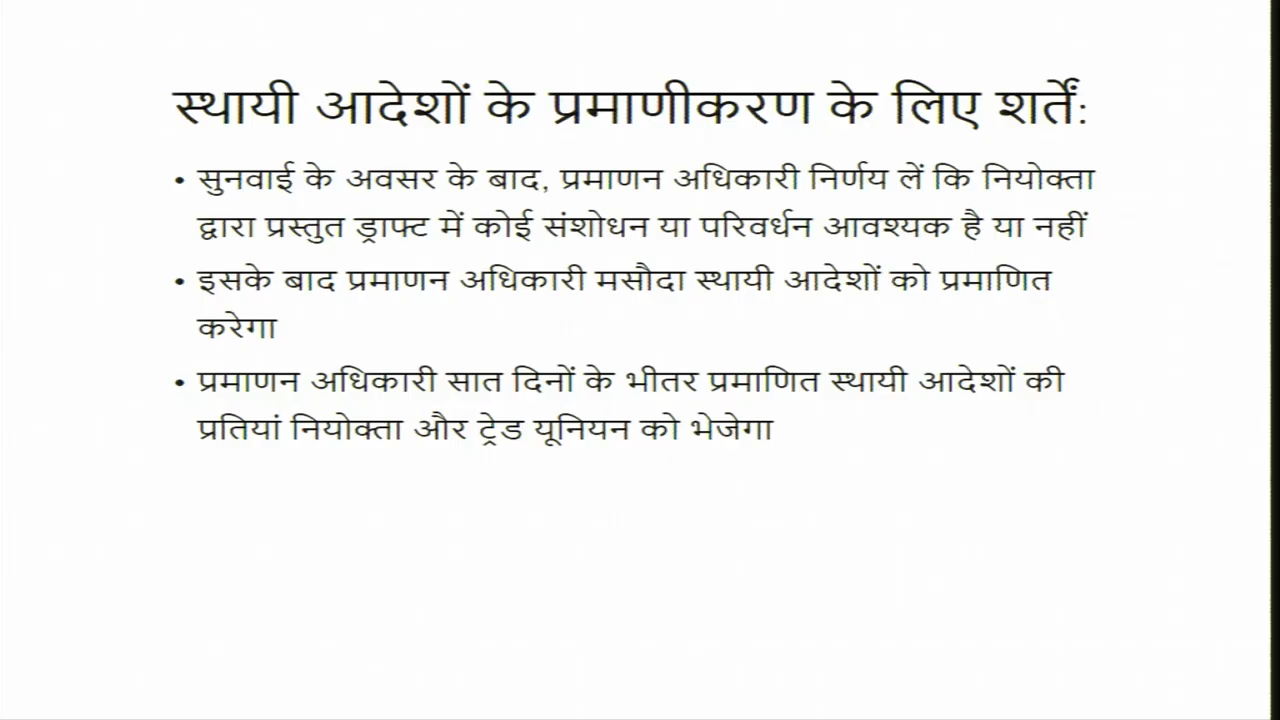 स्थायी आदेशों के प्रमाणीकरण के लिए शर्तें:
• सुनवाई के अवसर के बाद, प्रमाणन अधिकारी निर्णय लें कि नियोक्ता
द्वारा प्रस्तुत ड्राफ्ट में कोई संशोधन या परिवर्धन आवश्यक है या नहीं
• इसके बाद प्रमाणन अधिकारी मसौदा स्थायी आदेशों को प्रमाणित
करेगा
• प्रमाणन अधिकारी सात दिनों के भीतर प्रमाणित स्थायी आदेशों की
प्रतियां नियोक्ता और ट्रेड यूनियन को भेजेगा